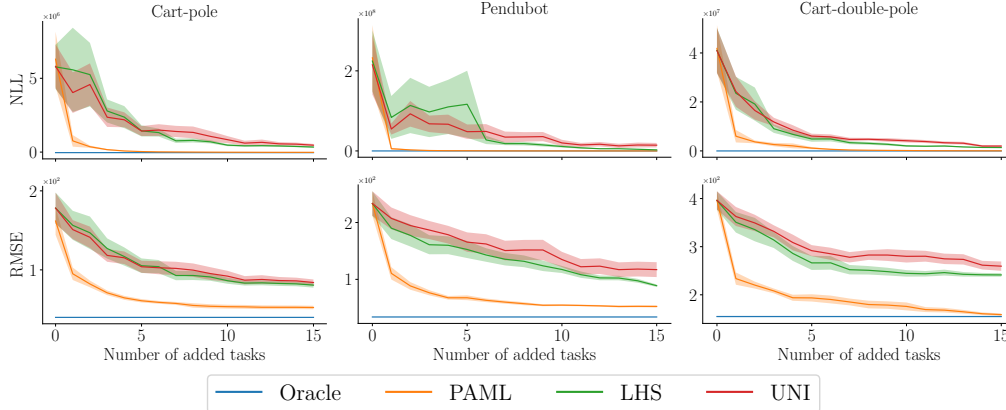 Cart-pole
Pendubot
Cart-double-pole
×10⁶
×10⁸
×10⁷
NLL
5
0
2
0
4
2
0
×10²
×10²
×10²
RMSE
2
1
2
1
4
3
2
0 5 10 15
0 5 10 15
0 5 10 15
Number of added tasks
Number of added tasks
Number of added tasks
Oracle PAML LHS UNI